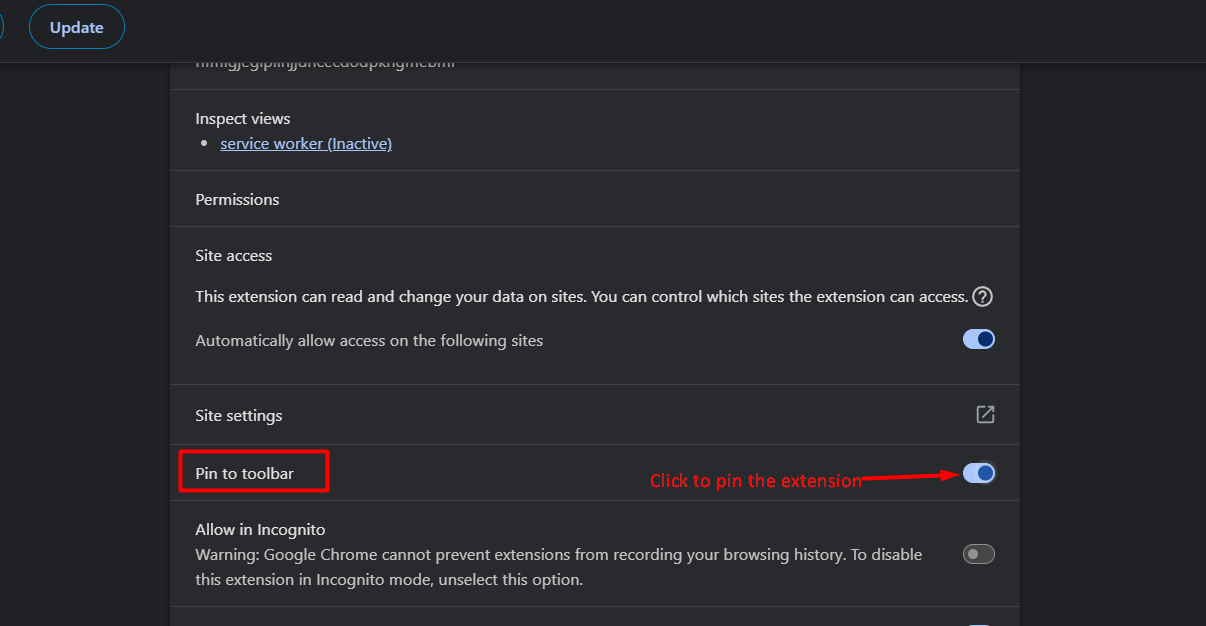 Update
Inspect views
service worker (Inactive)
Permissions
Site access
This extension can read and change your data on sites. You can control which sites the extension can access.
Automatically allow access on the following sites
Site settings
Pin to toolbar
Click to pin the extension
Allow in Incognito
Warning: Google Chrome cannot prevent extensions from recording your browsing history. To disable
this extension in Incognito mode, unselect this option.